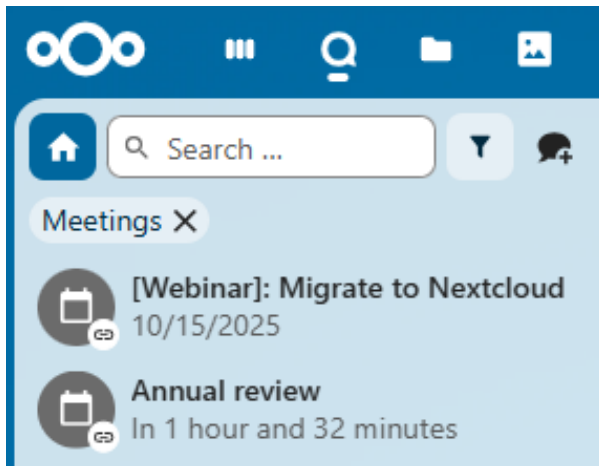 Search ...
Meetings
[Webinar]: Migrate to Nextcloud
10/15/2025
Annual review
In 1 hour and 32 minutes